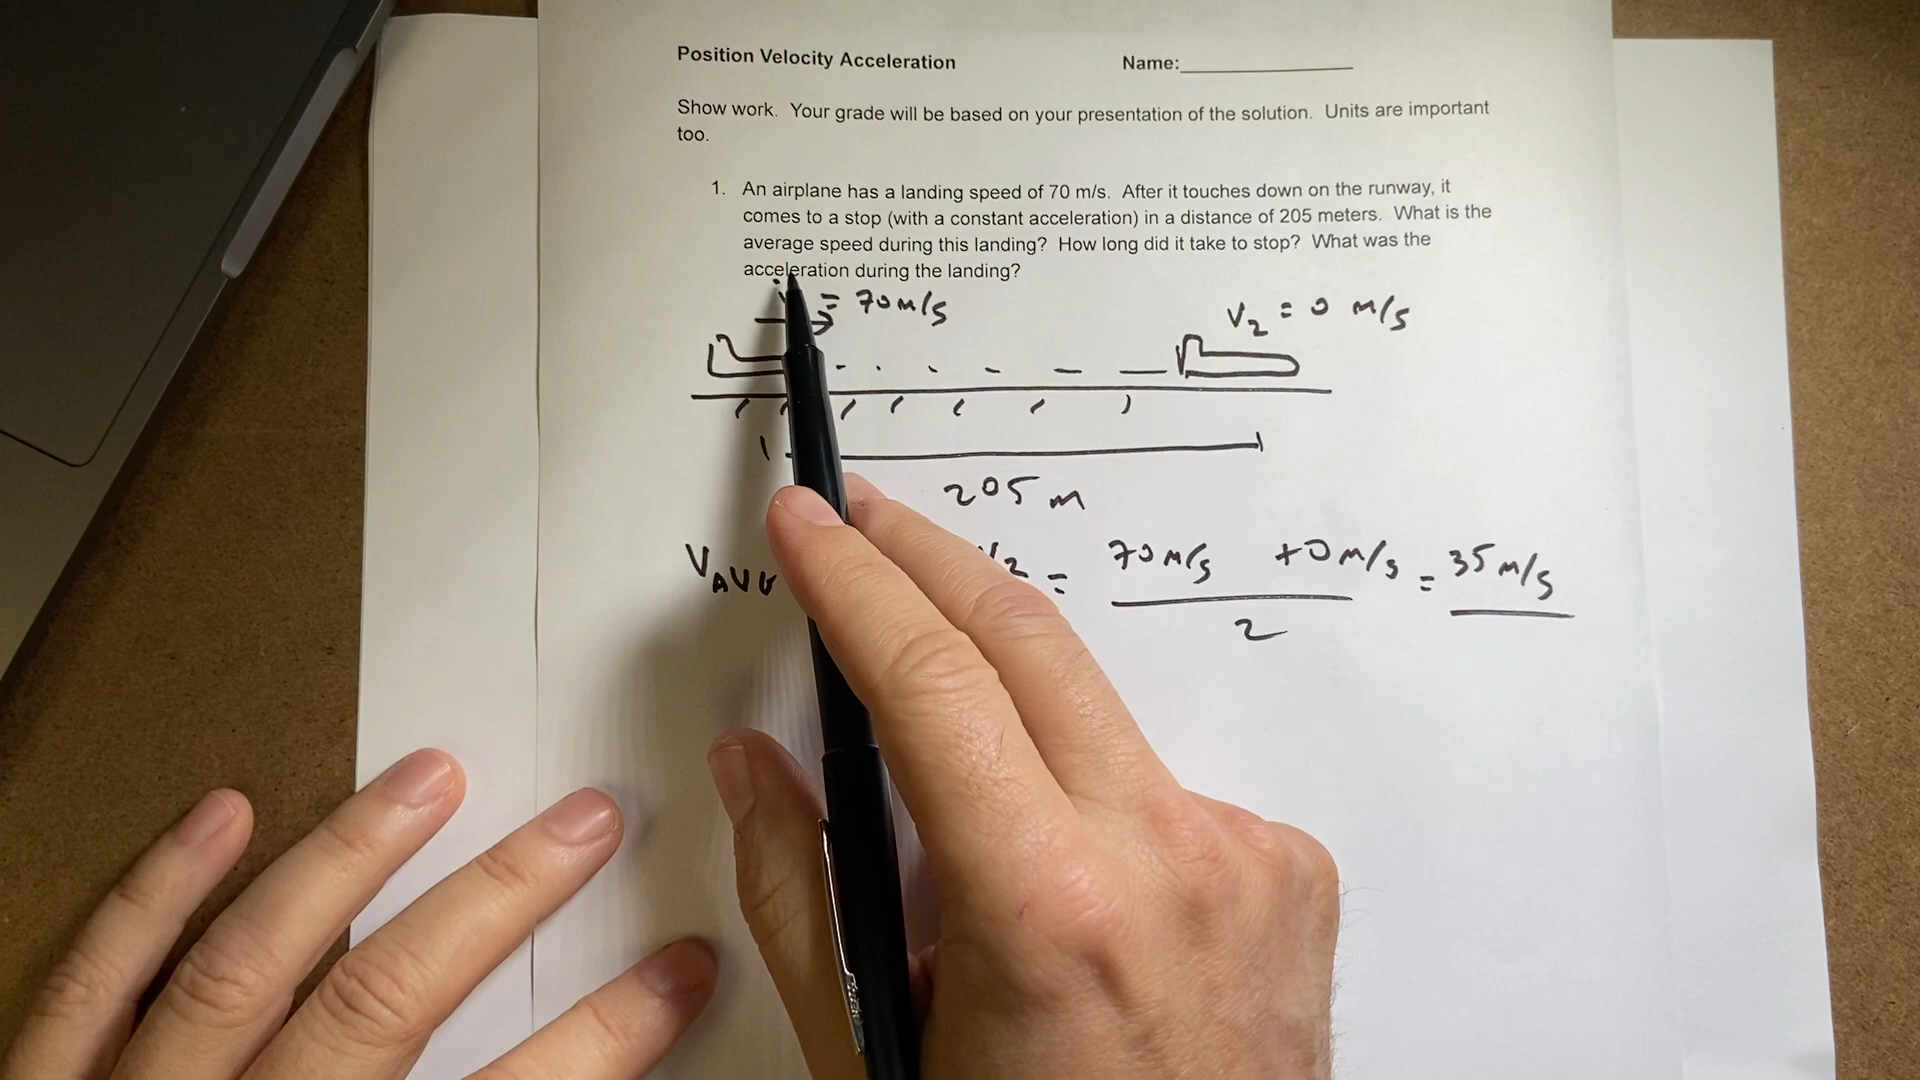 Position Velocity Acceleration Name:
Show work. Your grade will be based on your presentation of the solution. Units are important
too.
1. An airplane has a landing speed of 70 m/s. After it touches down on the runway, it
comes to a stop (with a constant acceleration) in a distance of 205 meters. What is the
average speed during this landing? How long did it take to stop? What was the
acceleration during the landing?
= 70 m/s
V2 = 0 m/s
205 m
VAVG V2 = 70 m/s + 0 m/s = 35 m/s
2